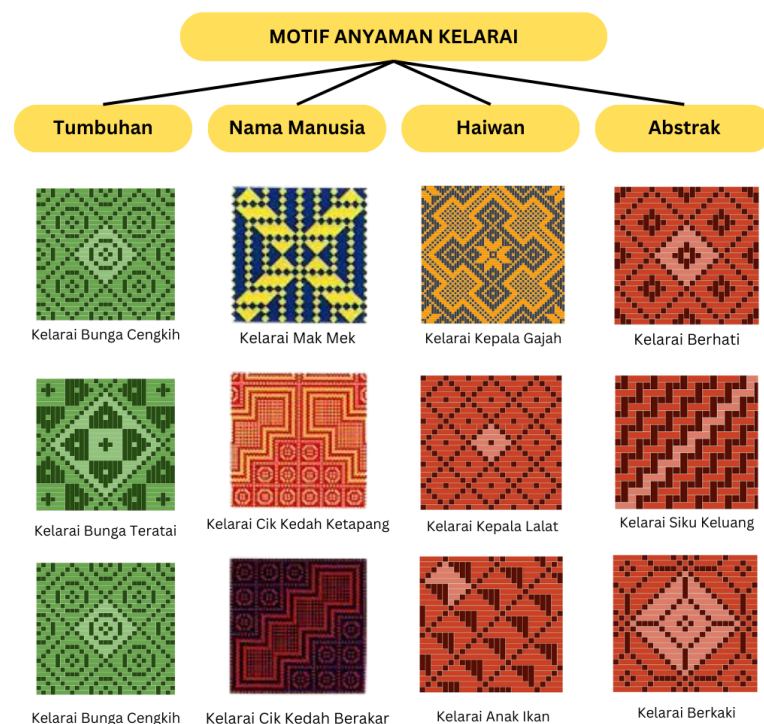 MOTIF ANYAMAN KELARAI
Tumbuhan
Nama Manusia
Haiwan
Abstrak
Kelarai Bunga Cengkih
Kelarai Mak Mek
Kelarai Kepala Gajah
Kelarai Berhati
Kelarai Bunga Teratai
Kelarai Cik Kedah Ketapang
Kelarai Kepala Lalat
Kelarai Siku Keluang
Kelarai Bunga Cengkih
Kelarai Cik Kedah Berakar
Kelarai Anak Ikan
Kelarai Berkaki